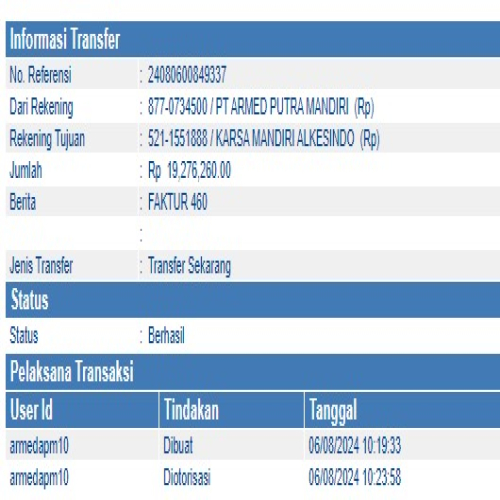 Informasi Transfer
No. Referensi : 24080600849337
Dari Rekening : 877-0734500 / PT ARMED PUTRA MANDIRI (Rp)
Rekening Tujuan : 521-1551888 / KARSA MANDIRI ALKESINDO (Rp)
Jumlah : Rp 19,276,260.00
Berita : FAKTUR 460
:
Jenis Transfer : Transfer Sekarang
Status
Status : Berhasil
Pelaksana Transaksi
User Id Tindakan Tanggal
armedapm10 Dibuat 06/08/2024 10:19:33
armedapm10 Diotorisasi 06/08/2024 10:23:58